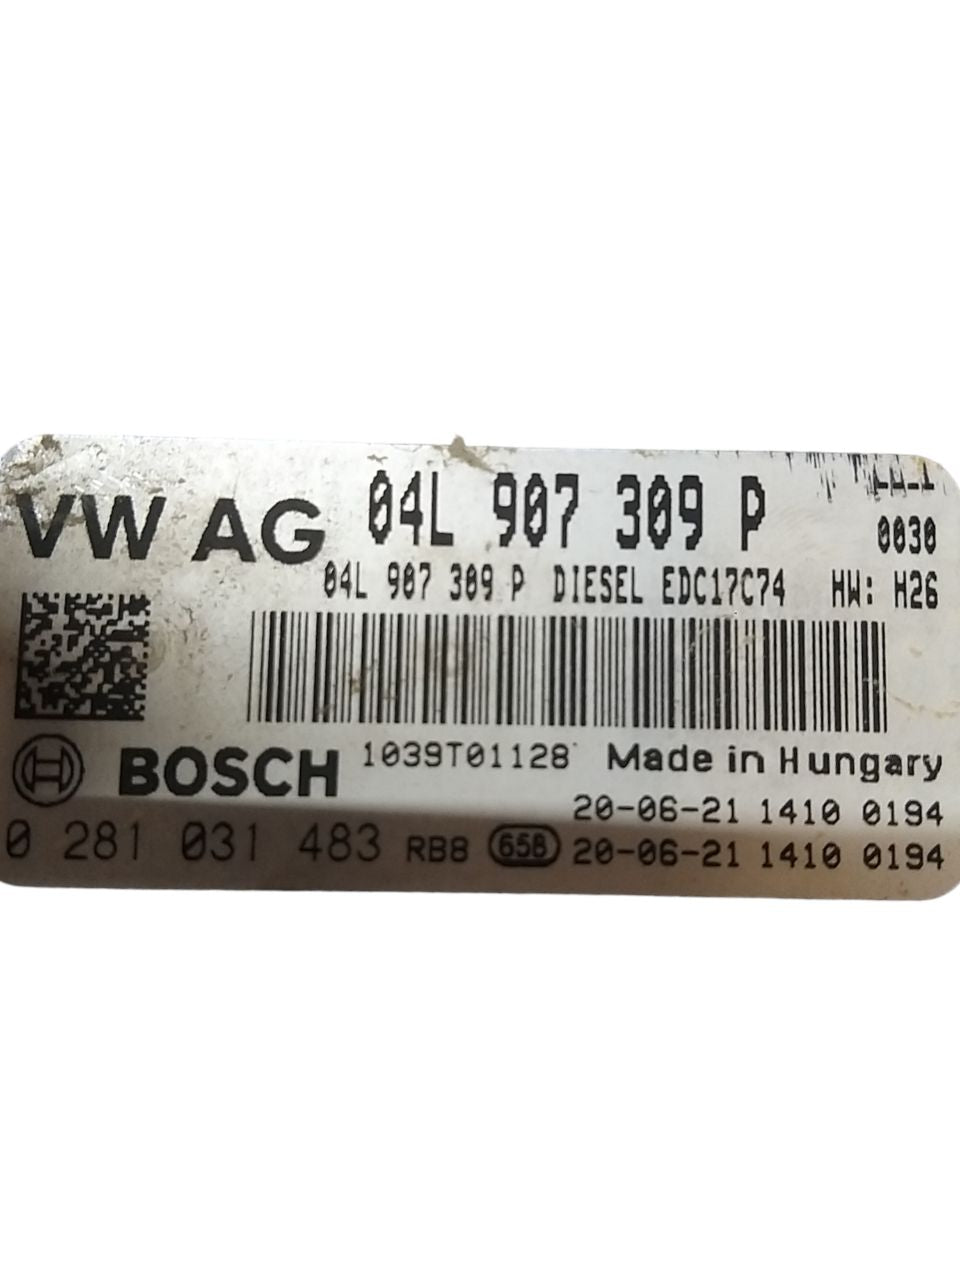 VW AG 04L 907 309 P
0030
04L 907 309 P DIESEL EDC17C74 HW: H26
BOSCH 1039T01128 Made in Hungary
20-06-21 1410 0194
0 281 031 483 RB8 658 20-06-21 1410 0194